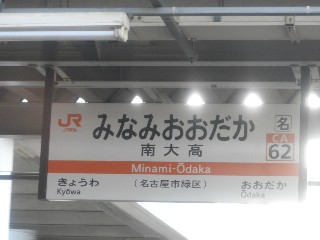 JR
みなみおおだか
名
南大高
CA
62
Minami-Ōdaka
きょうわ
(名古屋市緑区)
おおだか
Kyōwa
Ōdaka